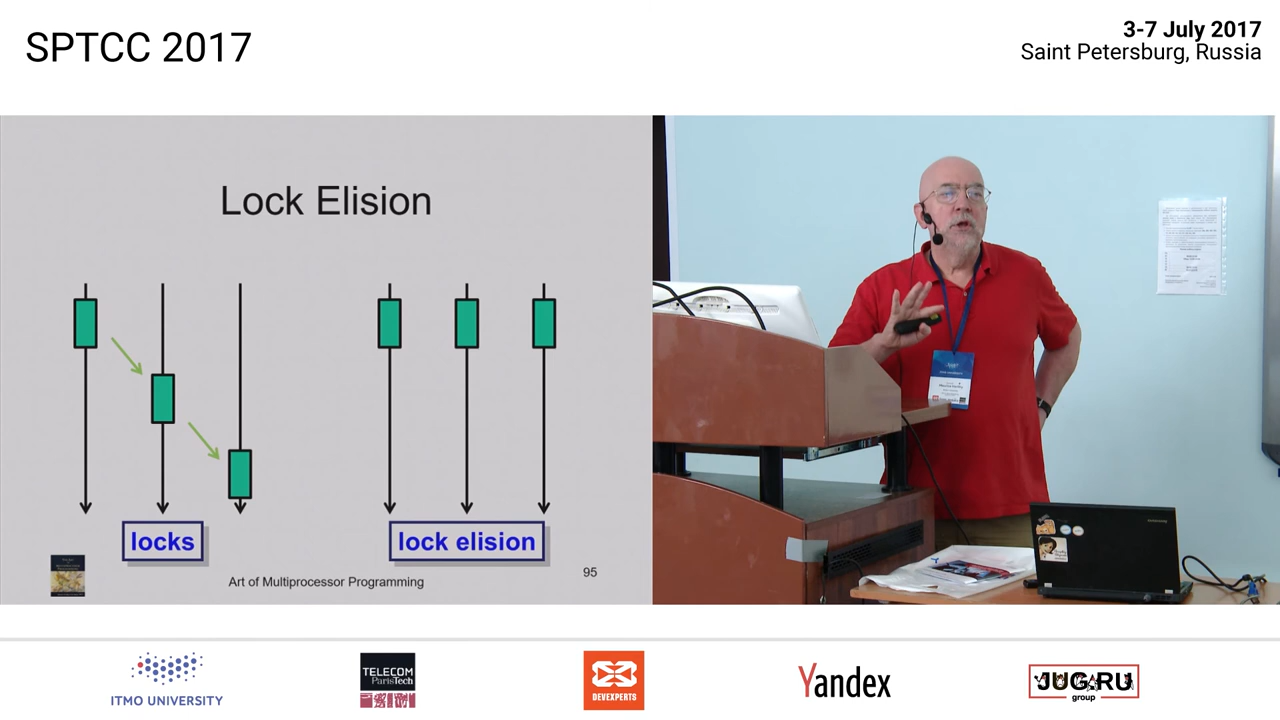 SPTCC 2017
3-7 July 2017
Saint Petersburg, Russia
Lock Elision
locks
lock elision
Art of Multiprocessor Programming
95
ITMO UNIVERSITY
TELECOM
ParisTech
DEVEXPERTS
Yandex
JUG.RU
group